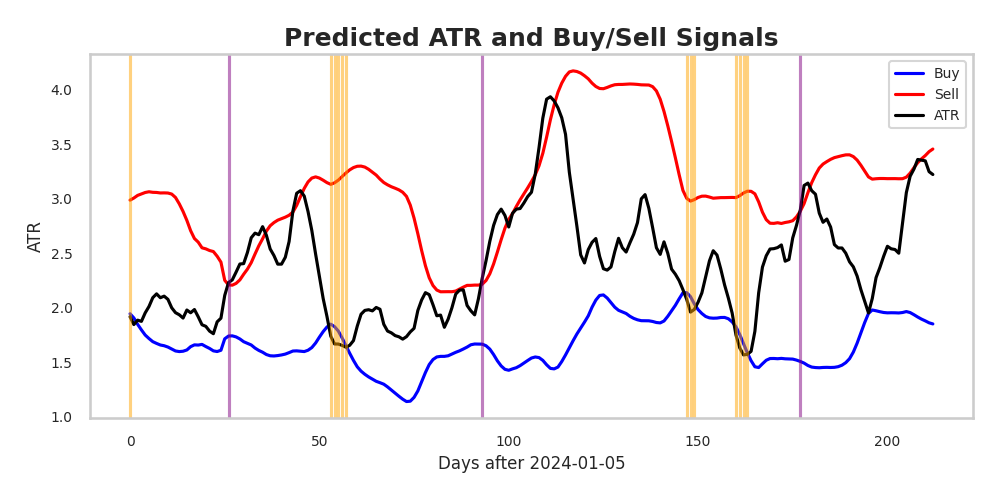 Predicted ATR and Buy/Sell Signals
Buy
Sell
ATR
4.0
3.5
3.0
2.5
2.0
1.5
1.0
ATR
0
50
100
150
200
Days after 2024-01-05